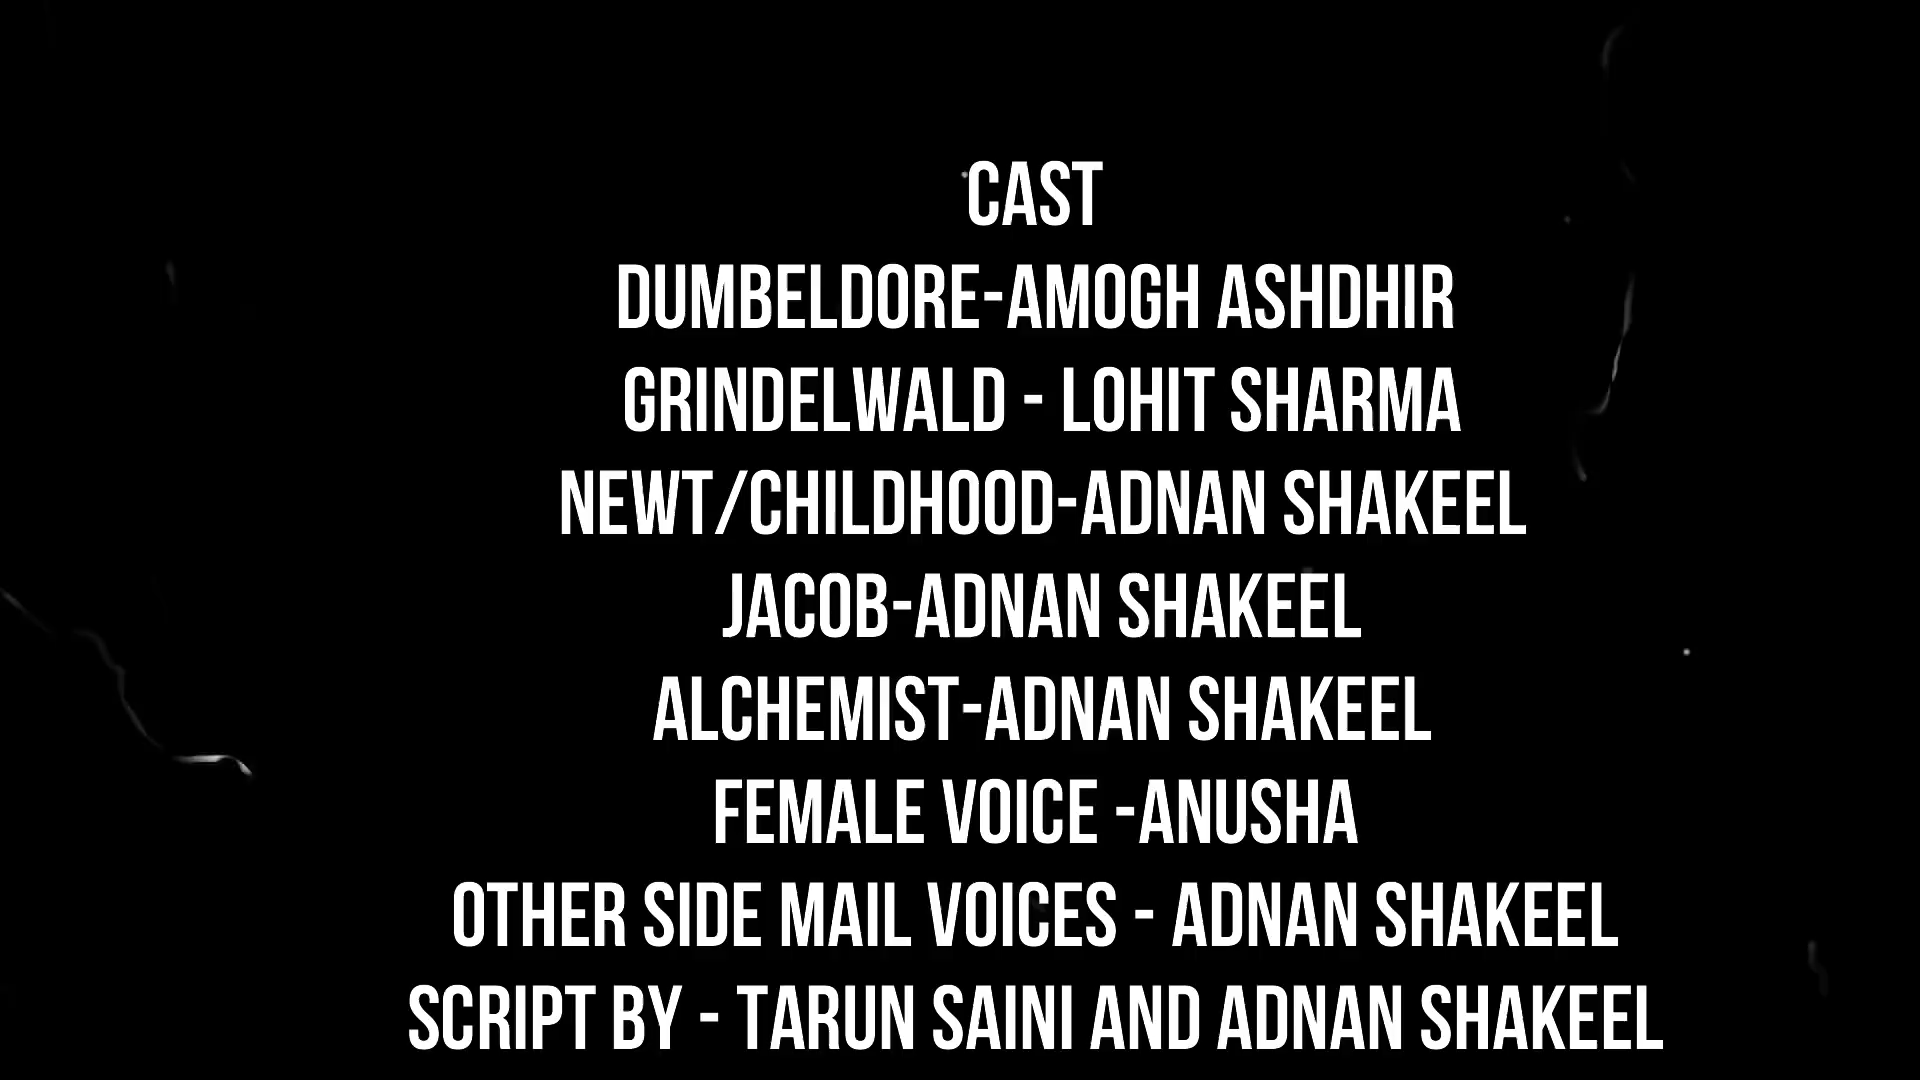 CAST
DUMBELDORE-AMOGH ASHDHIR
GRINDELWALD - LOHIT SHARMA
NEWT/CHILDHOOD-ADNAN SHAKEEL
JACOB-ADNAN SHAKEEL
ALCHEMIST-ADNAN SHAKEEL
FEMALE VOICE -ANUSHA
OTHER SIDE MAIL VOICES - ADNAN SHAKEEL
SCRIPT BY - TARUN SAINI AND ADNAN SHAKEEL